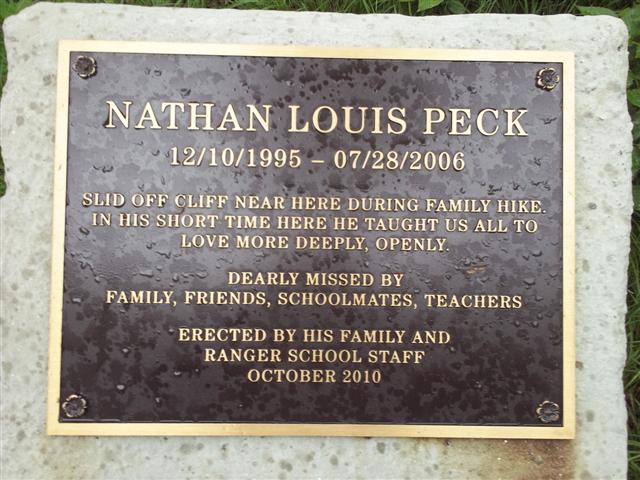 NATHAN LOUIS PECK
12/10/1995 – 07/28/2006
SLID OFF CLIFF NEAR HERE DURING FAMILY HIKE.
IN HIS SHORT TIME HERE HE TAUGHT US ALL TO
LOVE MORE DEEPLY, OPENLY.
DEARLY MISSED BY
FAMILY, FRIENDS, SCHOOLMATES, TEACHERS
ERECTED BY HIS FAMILY AND
RANGER SCHOOL STAFF
OCTOBER 2010